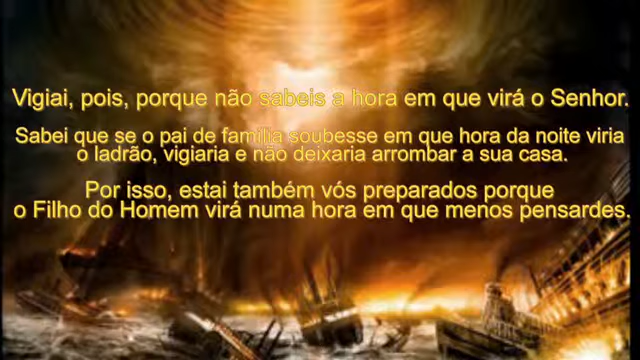 Vigiai, pois, porque não sabeis a hora em que virá o Senhor.
Sabei que se o pai de família soubesse em que hora da noite viria
o ladrão, vigiaria e não deixaria arrombar a sua casa.
Por isso, estai também vós preparados porque
o Filho do Homem virá numa hora em que menos pensardes.